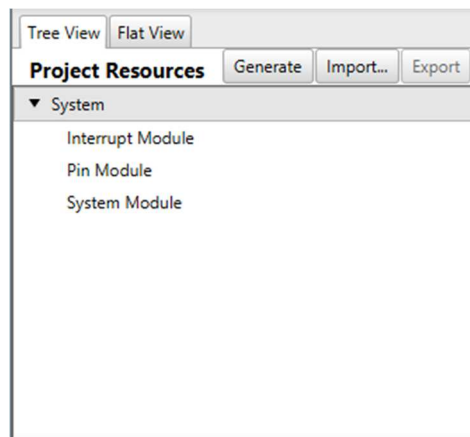 Tree View Flat View
Project Resources Generate Import... Export
System
Interrupt Module
Pin Module
System Module